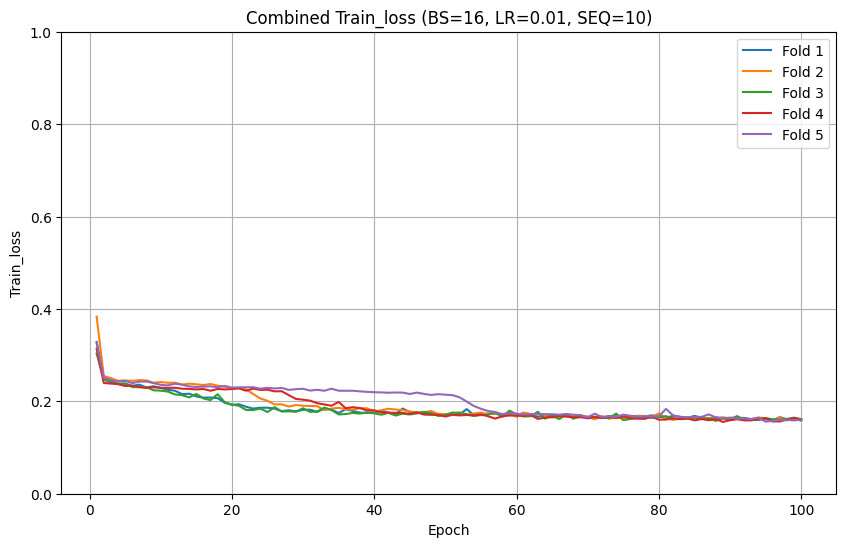 Combined Train_loss (BS=16, LR=0.01, SEQ=10)
1.0
0.8
0.6
0.4
0.2
0.0
Train_loss
0
20
40
60
80
100
Epoch
Fold 1
Fold 2
Fold 3
Fold 4
Fold 5